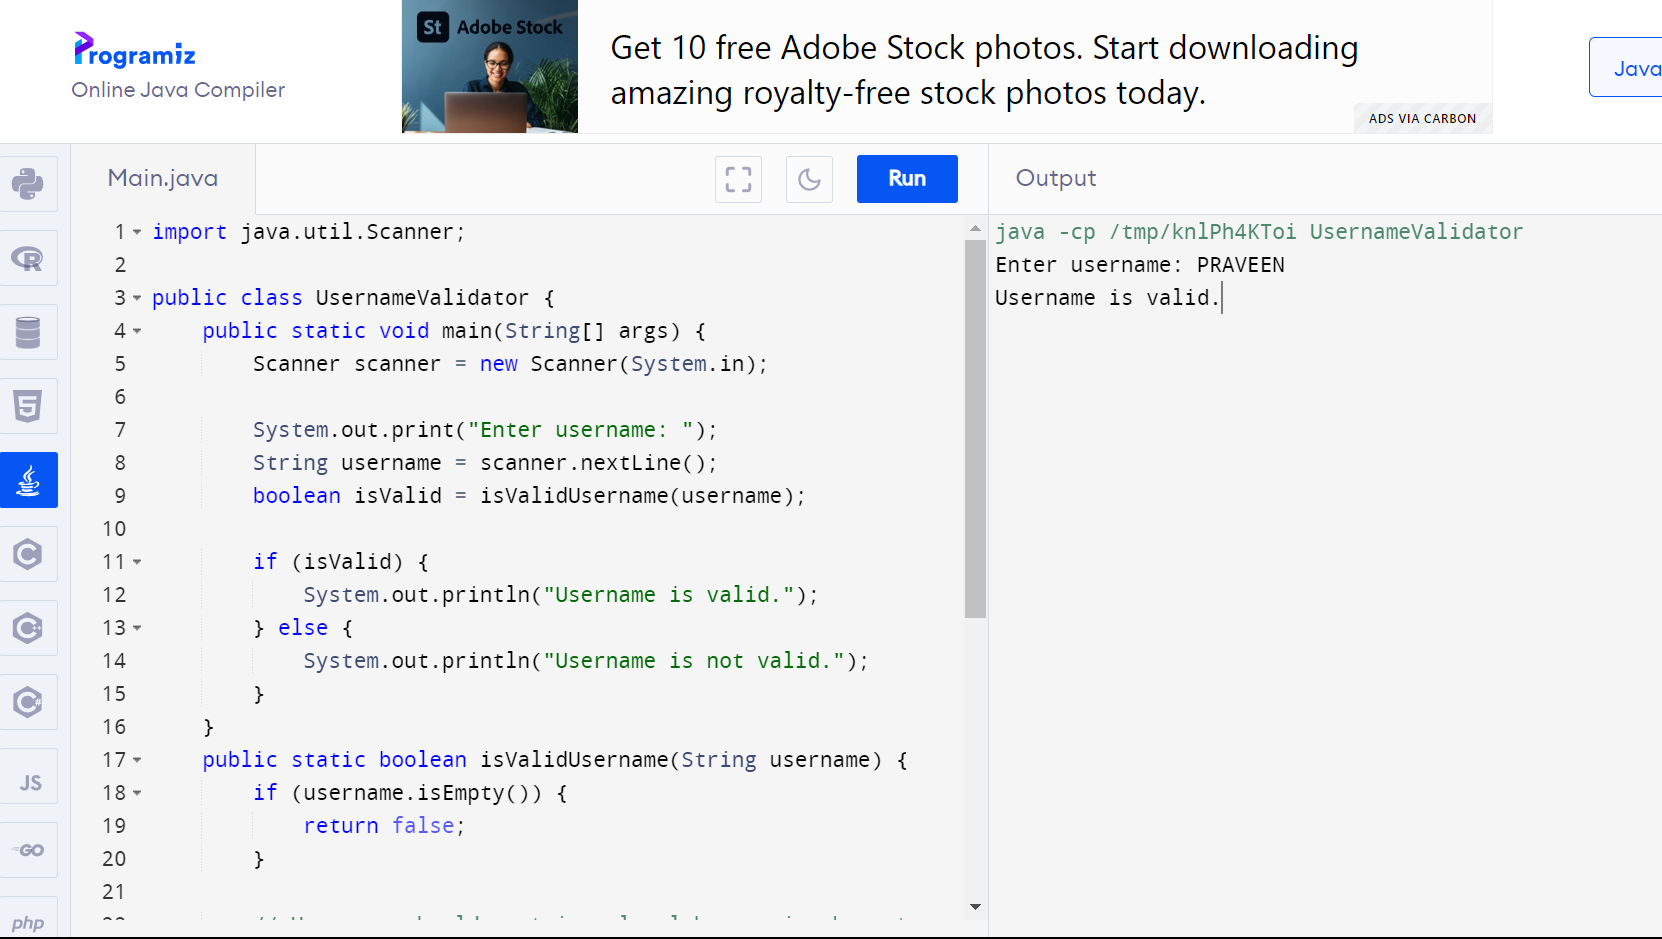 Programiz
Online Java Compiler
St Adobe Stock
Get 10 free Adobe Stock photos. Start downloading
amazing royalty-free stock photos today.
ADS VIA CARBON
Java
Main.java
Run
Output
1 import java.util.Scanner;
2
3 public class UsernameValidator {
4 public static void main(String[] args) {
5 Scanner scanner = new Scanner(System.in);
6
7 System.out.print("Enter username: ");
8 String username = scanner.nextLine();
9 boolean isValid = isValidUsername(username);
10
11 if (isValid) {
12 System.out.println("Username is valid.");
13 } else {
14 System.out.println("Username is not valid.");
15 }
16 }
17 public static boolean isValidUsername(String username) {
18 if (username.isEmpty()) {
19 return false;
20 }
21
java -cp /tmp/knlPh4KToi UsernameValidator
Enter username: PRAVEEN
Username is valid.
R
5
C
C++
C#
JS
GO
php